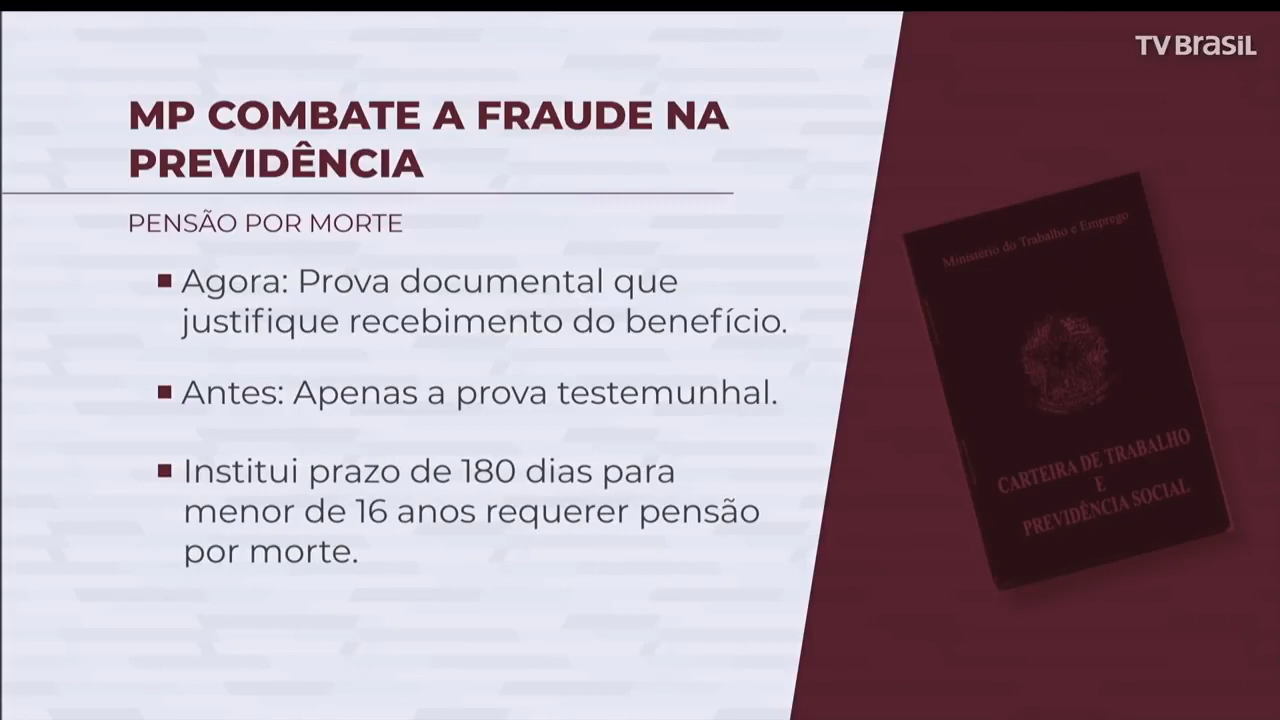 TV BRASIL
MP COMBATE A FRAUDE NA
PREVIDÊNCIA
PENSÃO POR MORTE
Agora: Prova documental que
justifique recebimento do benefício.
Antes: Apenas a prova testemunhal.
Institui prazo de 180 dias para
menor de 16 anos requerer pensão
por morte.
Ministério do Trabalho e Emprego
CARTEIRA DE TRABALHO
E
PREVIDÊNCIA SOCIAL